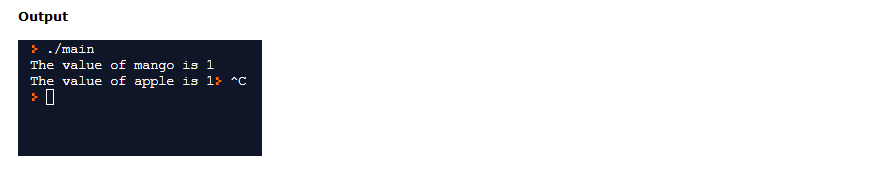 Output
> ./main
The value of mango is 1
The value of apple is 1> ^C
>